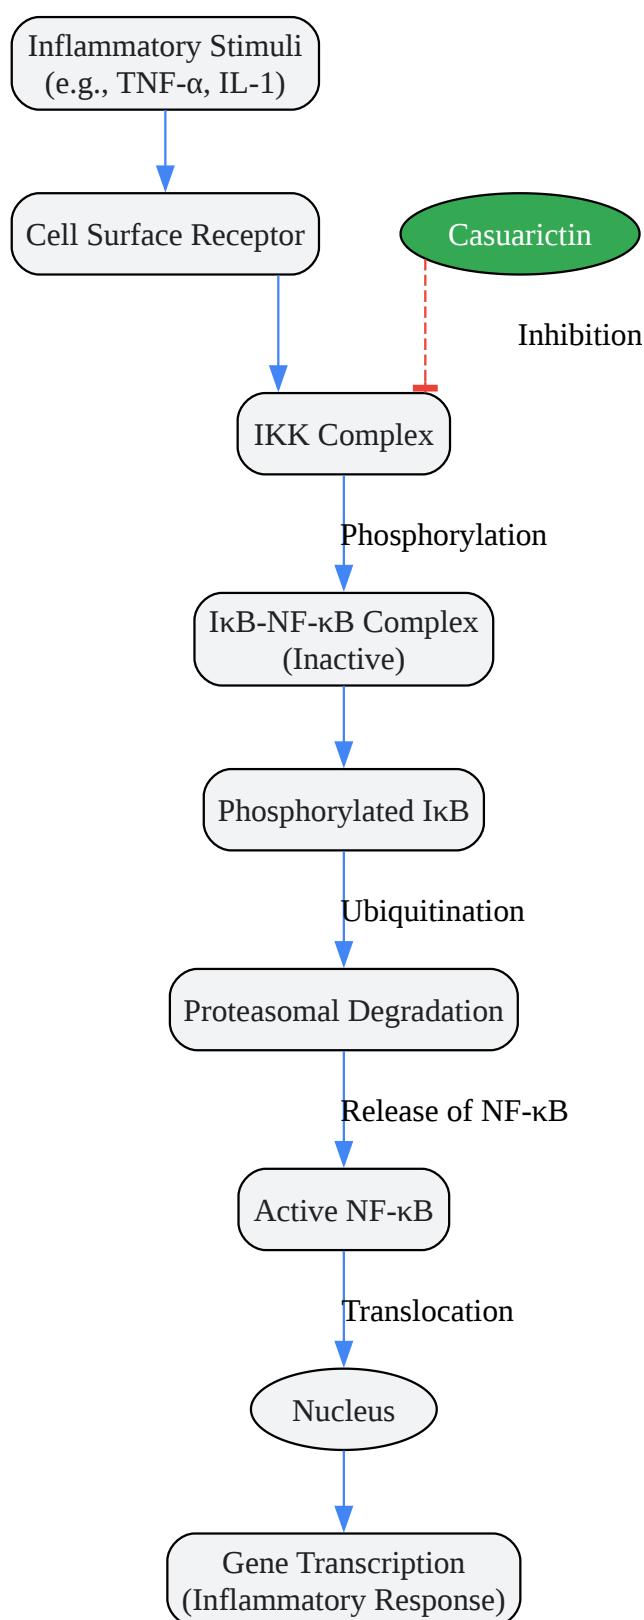 Inflammatory Stimuli
(e.g., TNF-α, IL-1)
Cell Surface Receptor
Casuarictin
Inhibition
IKK Complex
Phosphorylation
IκB-NF-κB Complex
(Inactive)
Phosphorylated IκB
Ubiquitination
Proteasomal Degradation
Release of NF-κB
Active NF-κB
Translocation
Nucleus
Gene Transcription
(Inflammatory Response)